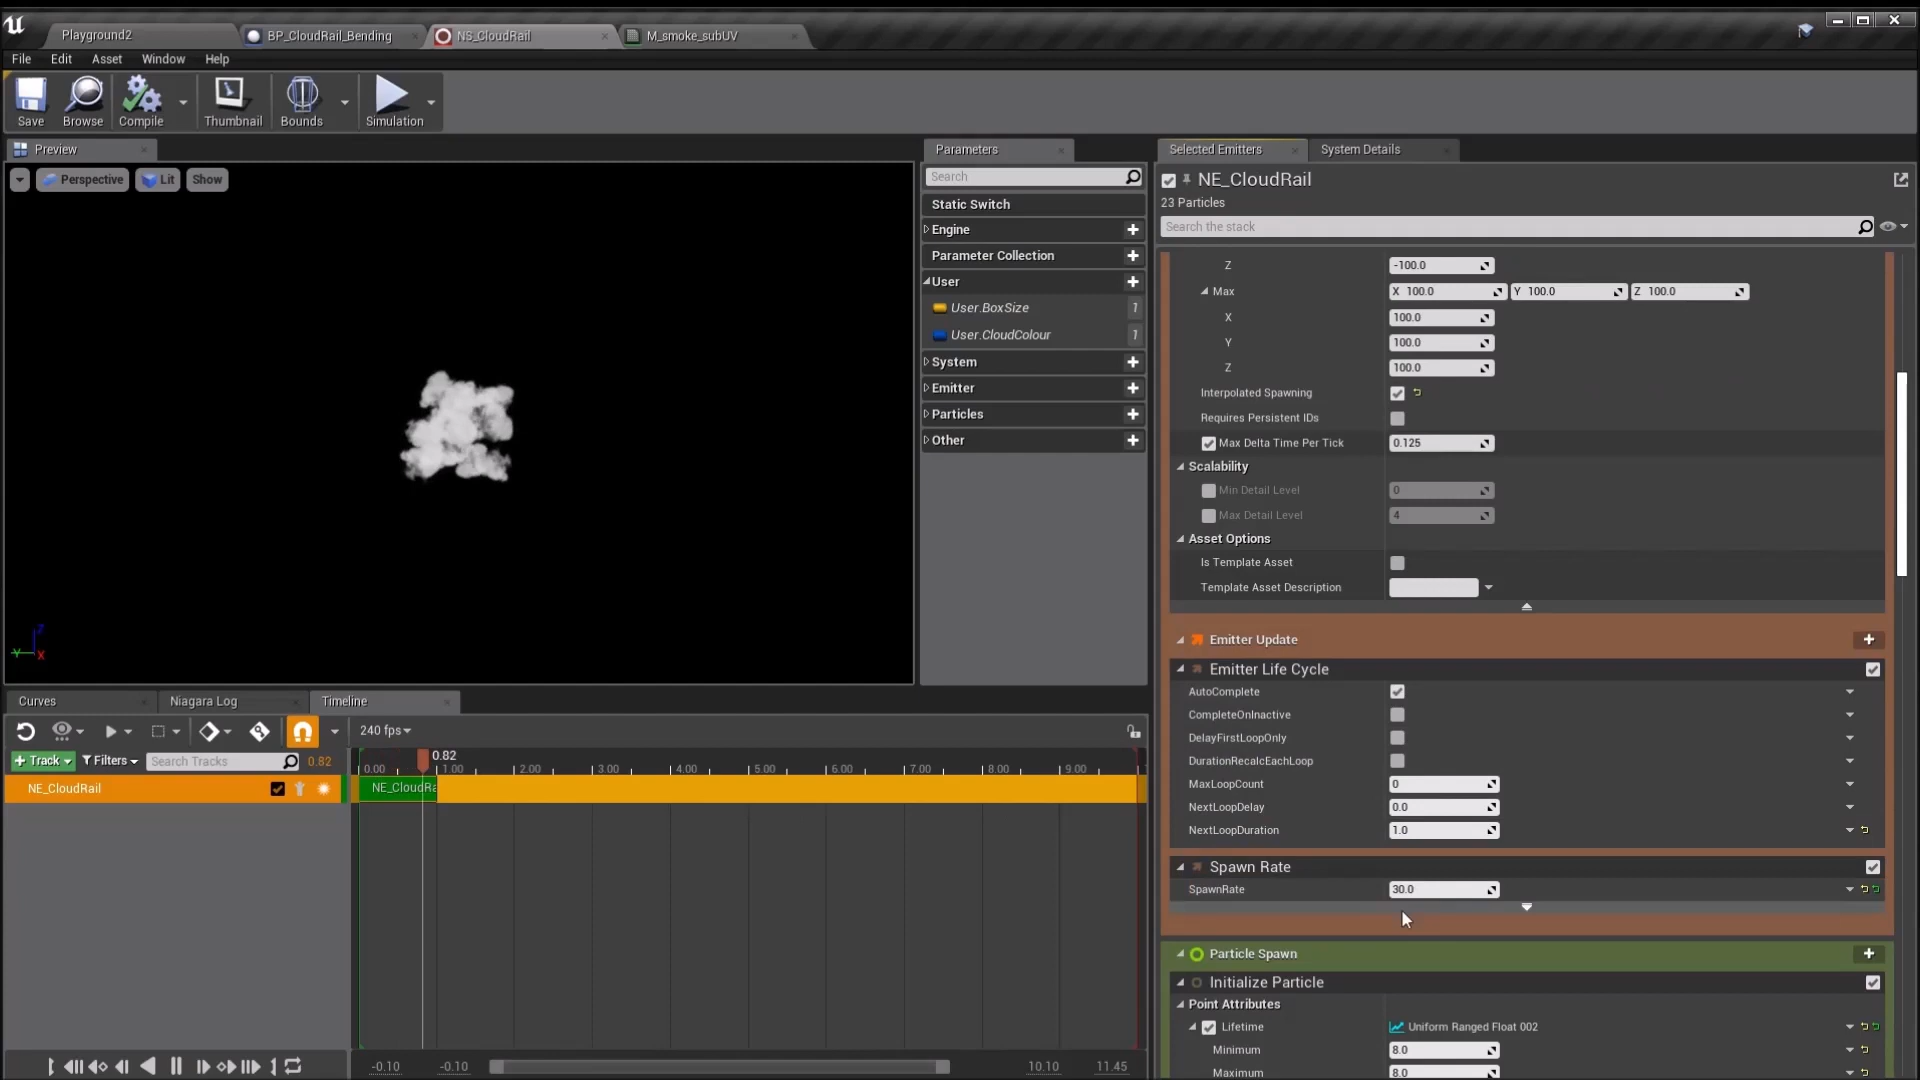 Playground2
BP_CloudRail_Bending
NS_CloudRail
M_smoke_subUV
File Edit Asset Window Help
Save Browse Compile Thumbnail Bounds Simulation
Preview
Perspective Lit Show
Z
Y
X
Parameters
Search
Static Switch
Engine
Parameter Collection
User
User.BoxSize 1
User.CloudColour 1
System
Emitter
Particles
Other
Selected Emitters System Details
NE_CloudRail
23 Particles
Search the stack
Z -100.0
Max X 100.0 Y 100.0 Z 100.0
X 100.0
Y 100.0
Z 100.0
Interpolated Spawning
Requires Persistent IDs
Max Delta Time Per Tick 0.125
Scalability
Min Detail Level 0
Max Detail Level 4
Asset Options
Is Template Asset
Template Asset Description
Emitter Update
Emitter Life Cycle
AutoComplete
CompleteOnInactive
DelayFirstLoopOnly
DurationRecalcEachLoop
MaxLoopCount 0
NextLoopDelay 0.0
NextLoopDuration 1.0
Spawn Rate
SpawnRate 30.0
Particle Spawn
Initialize Particle
Point Attributes
Lifetime Uniform Ranged Float 002
Minimum 8.0
Maximum 8.0
Curves Niagara Log Timeline
240 fps
Track Filters Search Tracks 0.82
0.82
0.00 1.00 2.00 3.00 4.00 5.00 6.00 7.00 8.00 9.00
NE_CloudRail
NE_CloudRa
-0.10 -0.10 10.10 11.45